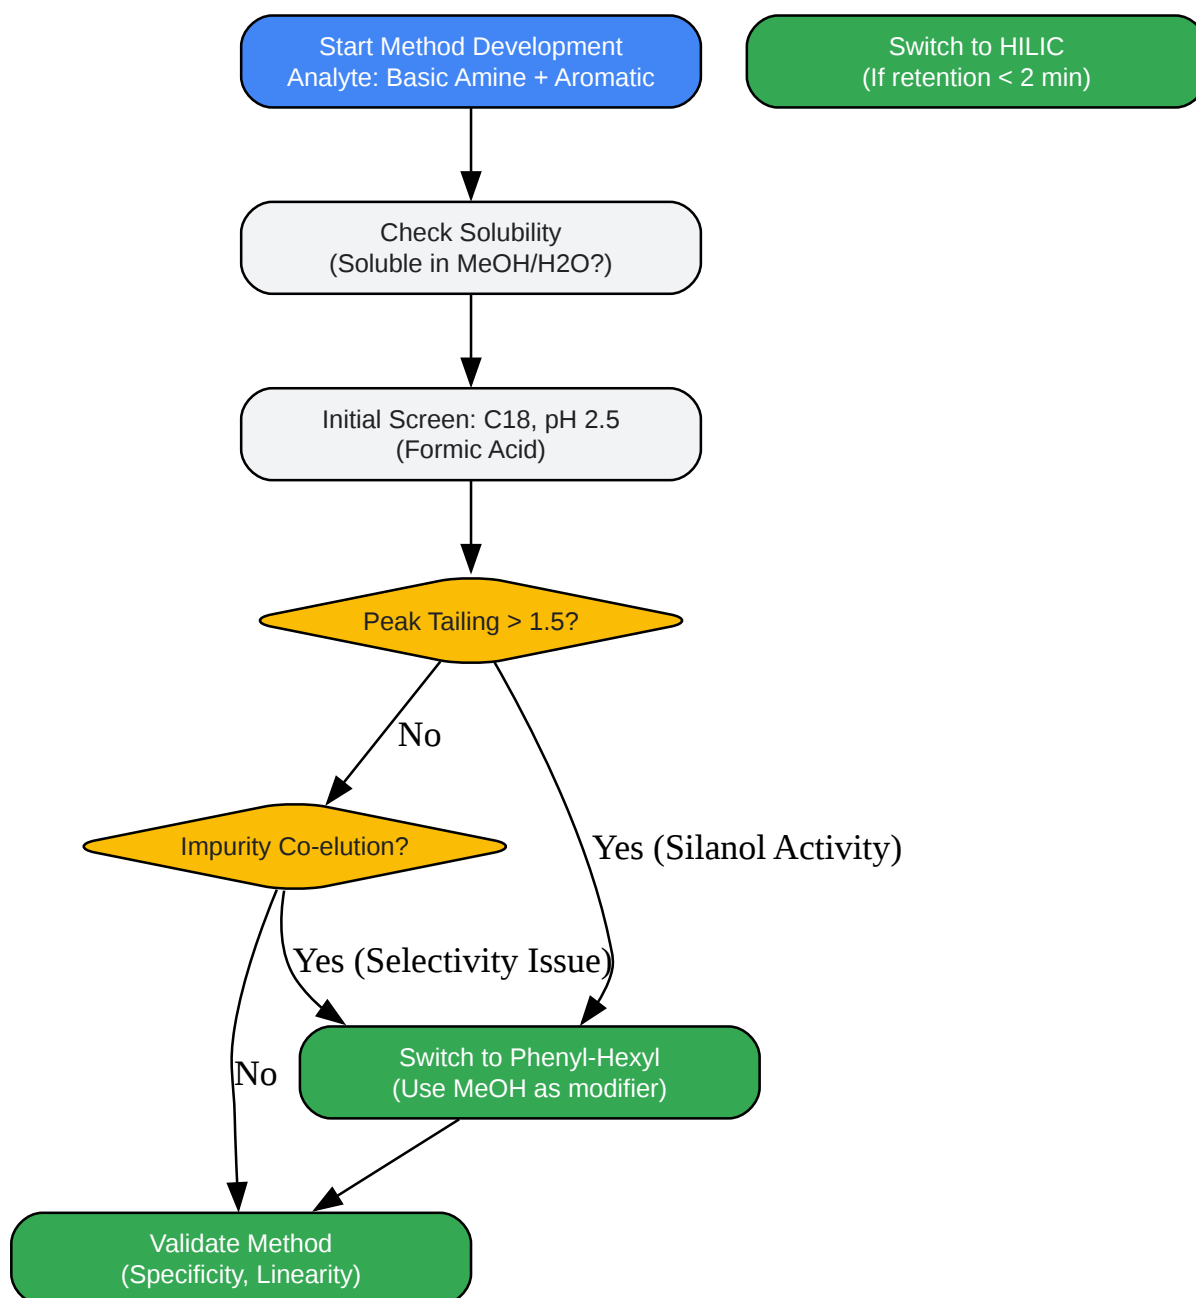 Start Method Development
Analyte: Basic Amine + Aromatic
Switch to HILIC
(If retention < 2 min)
Check Solubility
(Soluble in MeOH/H2O?)
Initial Screen: C18, pH 2.5
(Formic Acid)
Peak Tailing > 1.5?
No
Impurity Co-elution?
Yes (Silanol Activity)
Yes (Selectivity Issue)
No
Switch to Phenyl-Hexyl
(Use MeOH as modifier)
Validate Method
(Specificity, Linearity)